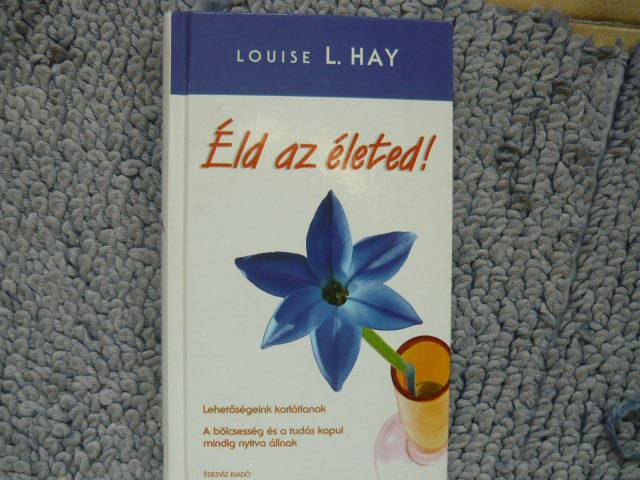 LOUISE L. HAY
Éld az életed!
Lehetőségeink korlátlanok
A bölcsesség és a tudás kapui
mindig nyitva állnak
ÉDESVÍZ KIADÓ